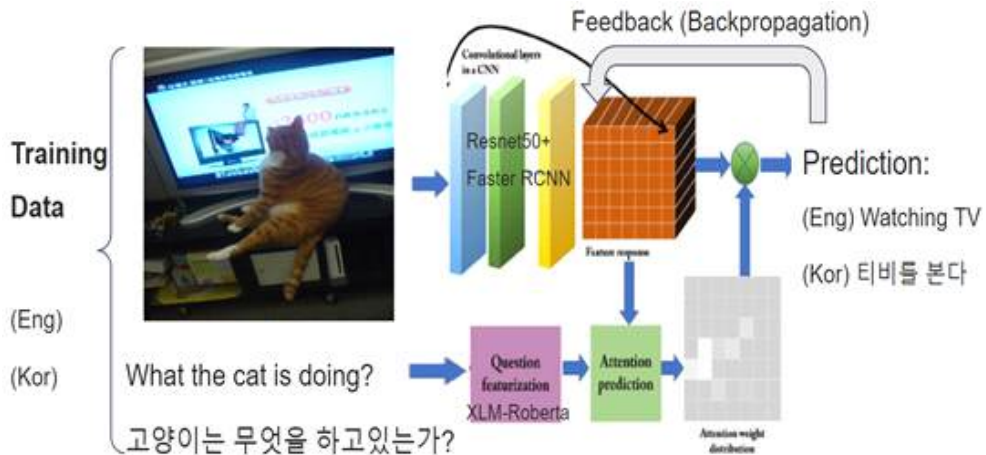 Feedback (Backpropagation)
Convolutional layers
in a CNN
Training
Data
Resnet50+
Faster RCNN
Prediction:
(Eng) Watching TV
(Kor) 티비를 본다
Feature response
(Eng)
(Kor)
What the cat is doing?
고양이는 무엇을 하고있는가?
Question
featurization
XLM-Roberta
Attention
prediction
Attention weight
distribution